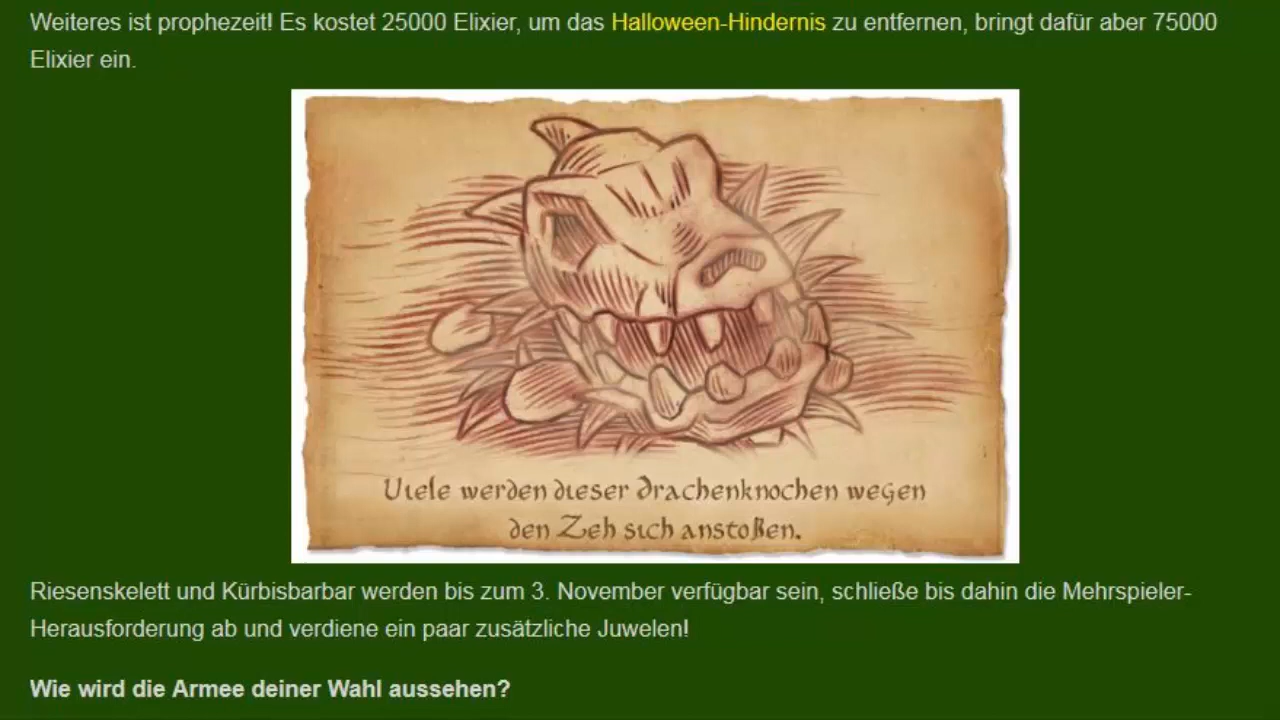 Weiteres ist prophezeit! Es kostet 25000 Elixier, um das Halloween-Hindernis zu entfernen, bringt dafür aber 75000
Elixier ein.
Viele werden dieser Drachenknochen wegen
den Zeh sich anstoßen.
Riesenskelett und Kürbisbarbar werden bis zum 3. November verfügbar sein, schließe bis dahin die Mehrspieler-
Herausforderung ab und verdiene ein paar zusätzliche Juwelen!
Wie wird die Armee deiner Wahl aussehen?